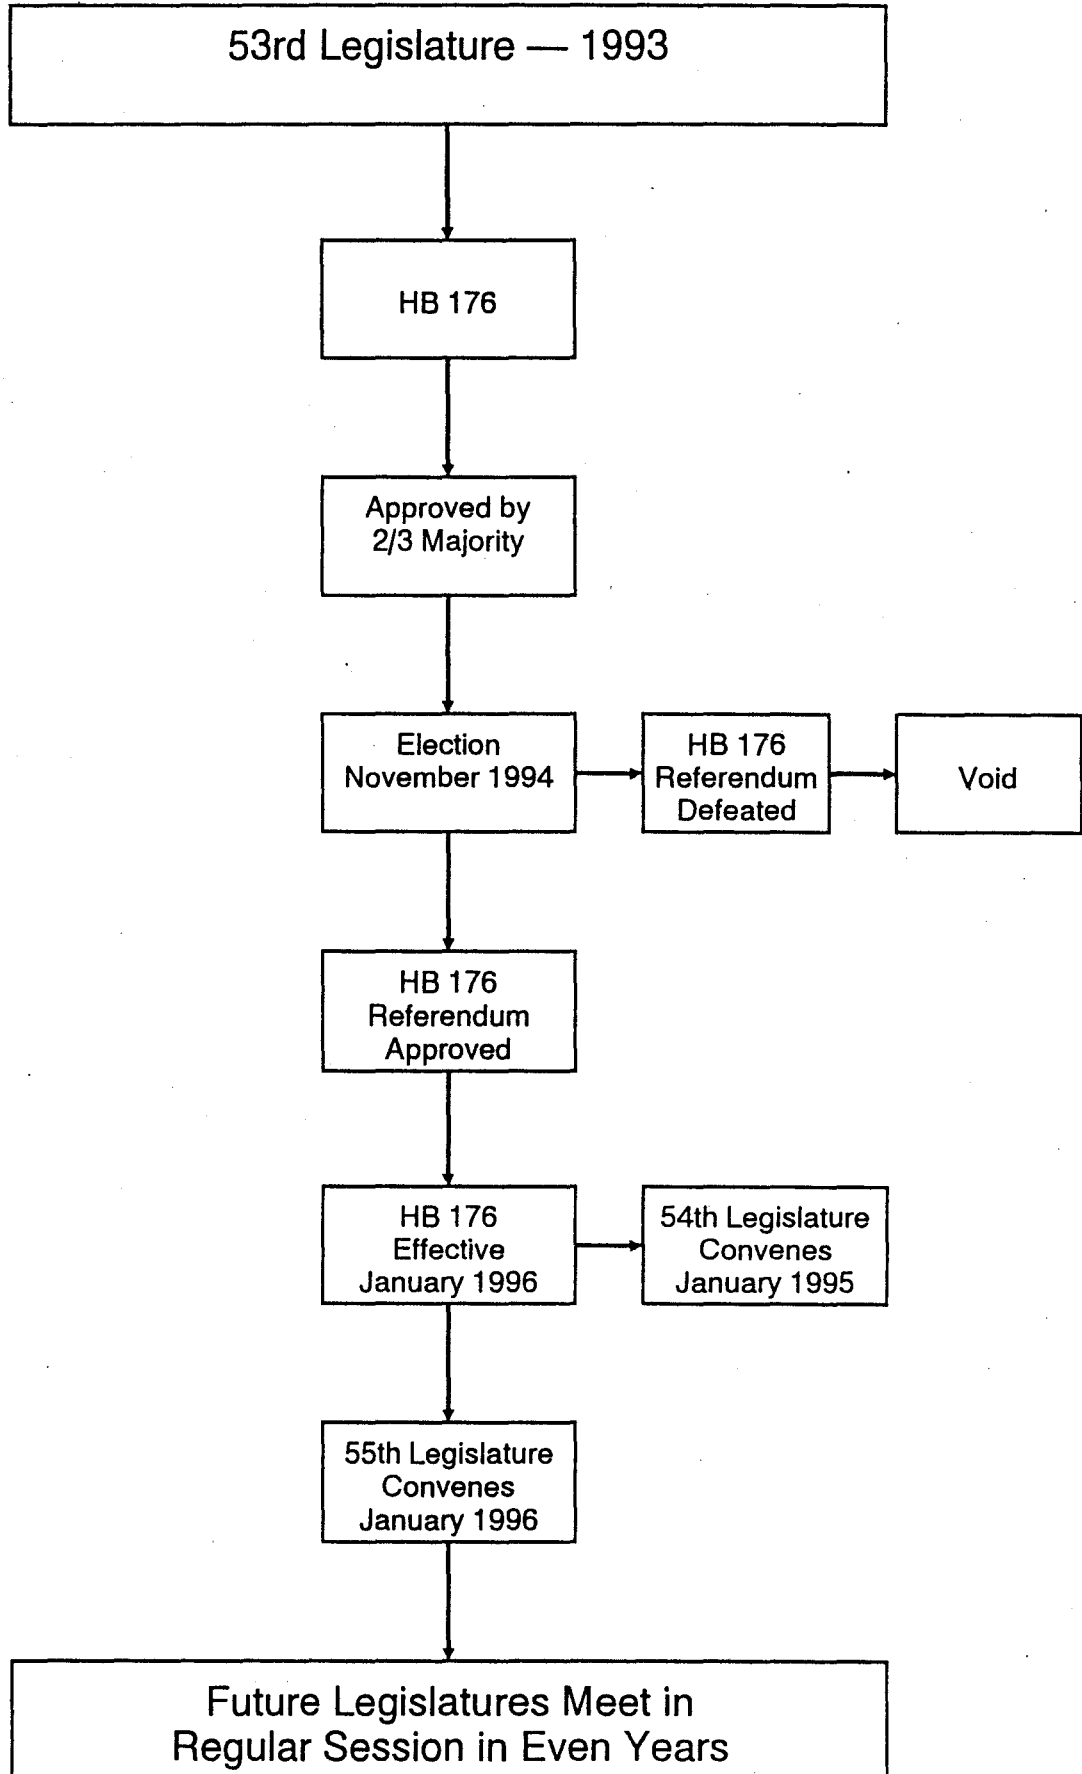 53rd Legislature — 1993
HB 176
Approved by
2/3 Majority
Election
November 1994
HB 176
Referendum
Defeated
Void
HB 176
Referendum
Approved
HB 176
Effective
January 1996
54th Legislature
Convenes
January 1995
55th Legislature
Convenes
January 1996
Future Legislatures Meet in
Regular Session in Even Years